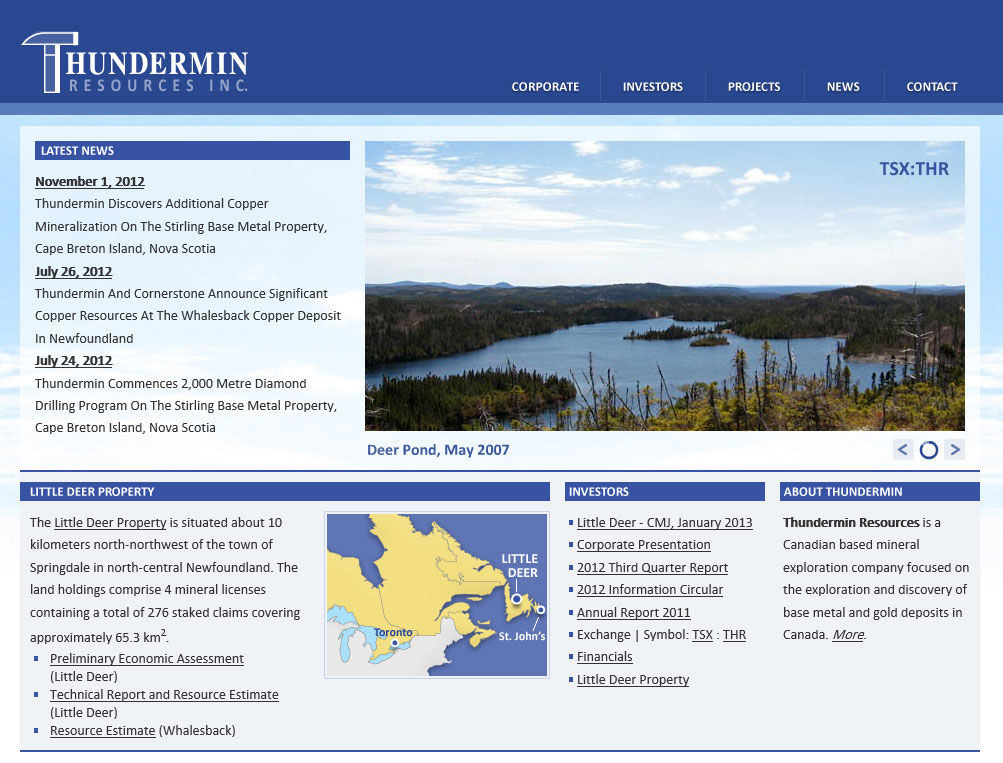 THUNDERMIN
RESOURCES INC.
CORPORATE
INVESTORS
PROJECTS
NEWS
CONTACT
LATEST NEWS
November 1, 2012
Thundermin Discovers Additional Copper
Mineralization On The Stirling Base Metal Property,
Cape Breton Island, Nova Scotia
July 26, 2012
Thundermin And Cornerstone Announce Significant
Copper Resources At The Whalesback Copper Deposit
In Newfoundland
July 24, 2012
Thundermin Commences 2,000 Metre Diamond
Drilling Program On The Stirling Base Metal Property,
Cape Breton Island, Nova Scotia
TSX:THR
Deer Pond, May 2007
LITTLE DEER PROPERTY
The Little Deer Property is situated about 10
kilometers north-northwest of the town of
Springdale in north-central Newfoundland. The
land holdings comprise 4 mineral licenses
containing a total of 276 staked claims covering
approximately 65.3 km².
Preliminary Economic Assessment
(Little Deer)
Technical Report and Resource Estimate
(Little Deer)
Resource Estimate (Whalesback)
LITTLE
DEER
Toronto
St. John's
INVESTORS
Little Deer - CMJ, January 2013
Corporate Presentation
2012 Third Quarter Report
2012 Information Circular
Annual Report 2011
Exchange | Symbol: TSX : THR
Financials
Little Deer Property
ABOUT THUNDERMIN
Thundermin Resources is a
Canadian based mineral
exploration company focused on
the exploration and discovery of
base metal and gold deposits in
Canada. More.